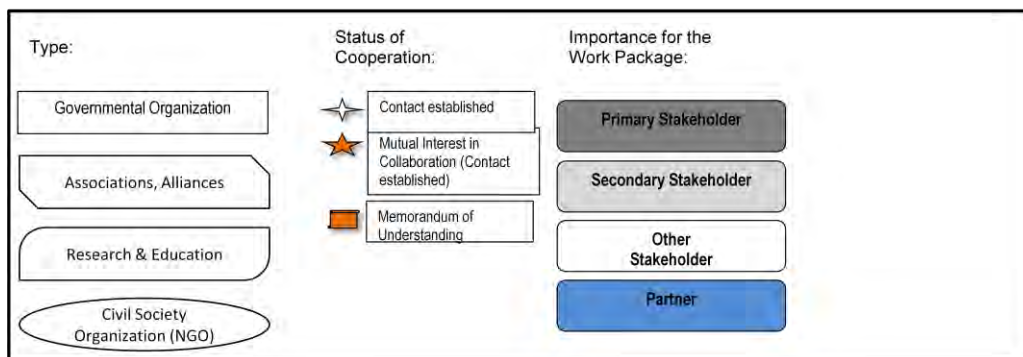 Type:
Governmental Organization
Associations, Alliances
Research & Education
Civil Society
Organization (NGO)
Status of
Cooperation:
Contact established
Mutual Interest in
Collaboration (Contact
established)
Memorandum of
Understanding
Importance for the
Work Package:
Primary Stakeholder
Secondary Stakeholder
Other
Stakeholder
Partner